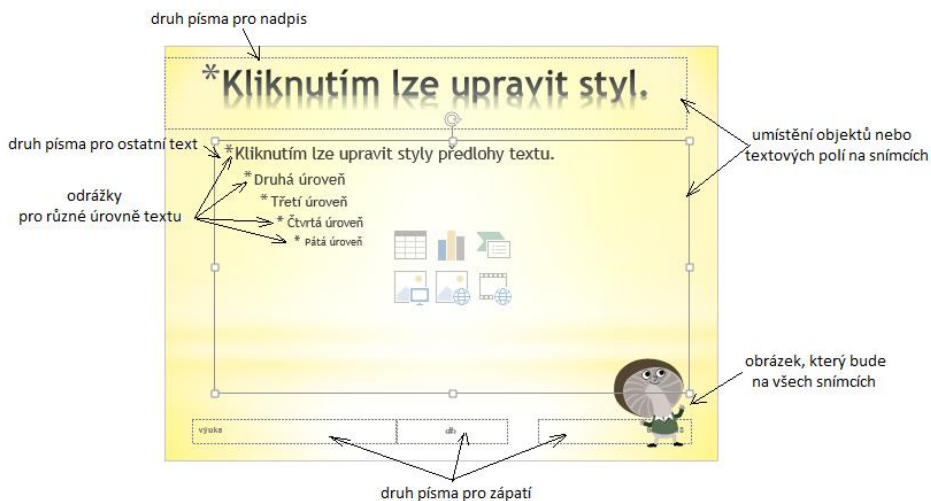 druh písma pro nadpis
*Kliknutím lze upravit styl.
druh písma pro ostatní text
*Kliknutím lze upravit styly předlohy textu.
*Druhá úroveň
*Třetí úroveň
*Čtvrtá úroveň
*Pátá úroveň
odrážky
pro různé úrovně textu
umístění objektů nebo
textových polí na snímcích
obrázek, který bude
na všech snímcích
výuka
druh písma pro zápatí